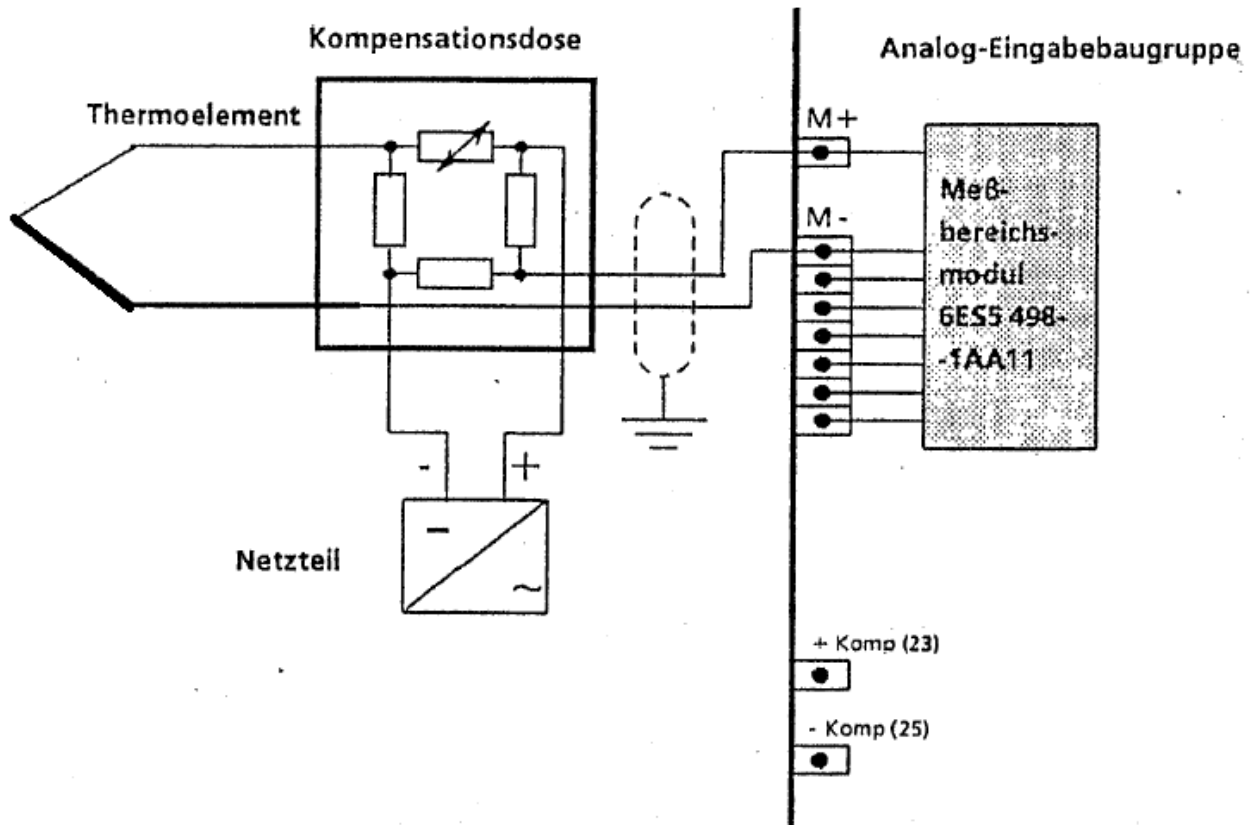 Kompensationsdose
Analog-Eingabebaugruppe
Thermoelement
M+
M-
Meß-
bereichs-
modul
6ES5 498-
-1AA11
- +
–
~
Netzteil
+ Komp (23)
- Komp (25)